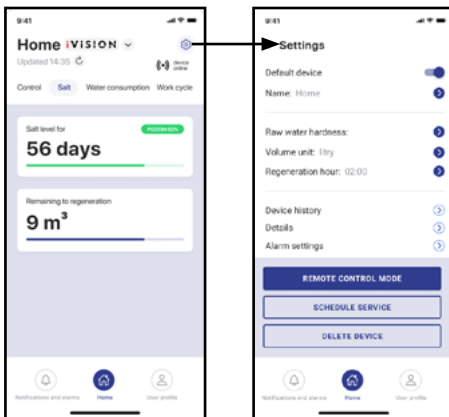 9:41
Home iVISION
Updated 14:35
device
online
Control Salt Water consumption Work cycle
Salt level for
56 days
Remaining to regeneration
9 m³
Notifications and alarms Home User profile
9:41
Settings
Default device
Name: Home
Raw water hardness:
Volume unit: litry
Regeneration hour: 02:00
Device history
Details
Alarm settings
REMOTE CONTROL MODE
SCHEDULE SERVICE
DELETE DEVICE
Notifications and alarms Home User profile